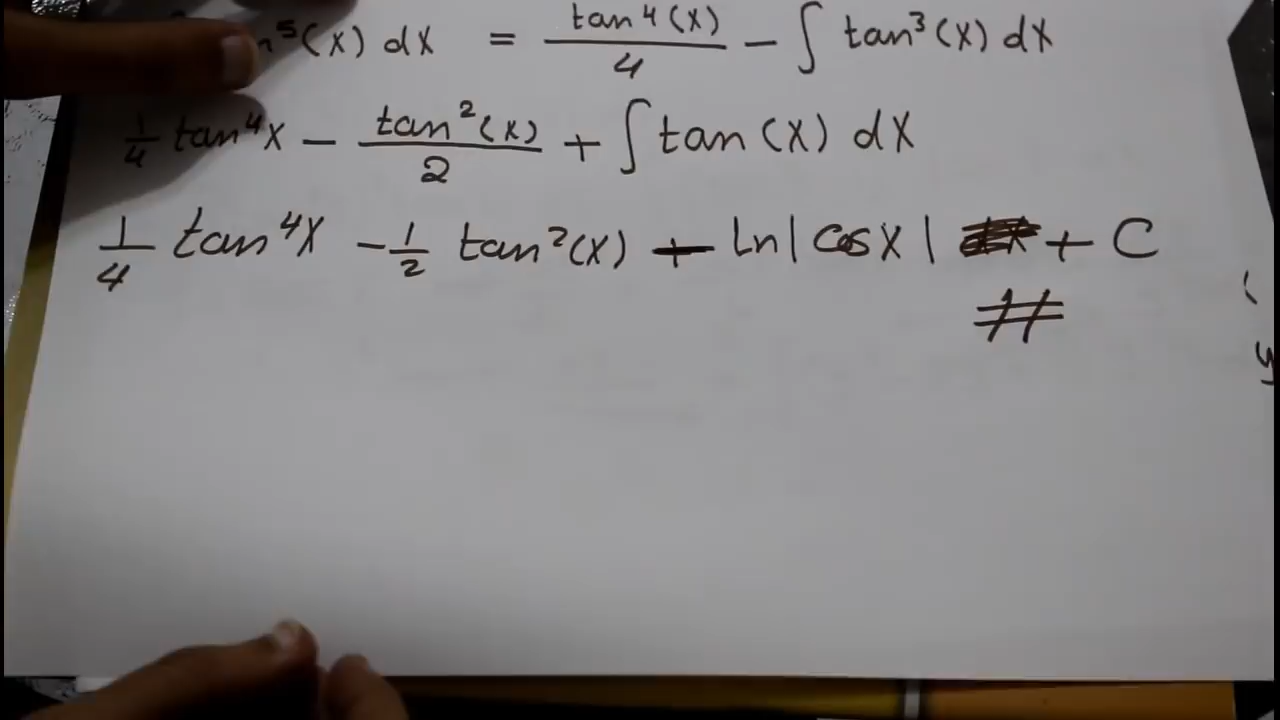 n⁵(x) dx = tan⁴(x)/4 − ∫ tan³(x) dx
1/4 tan⁴x − tan²(x)/2 + ∫ tan(x) dx
1/4 tan⁴x − 1/2 tan²(x) − ln|cosx| + C
#
y